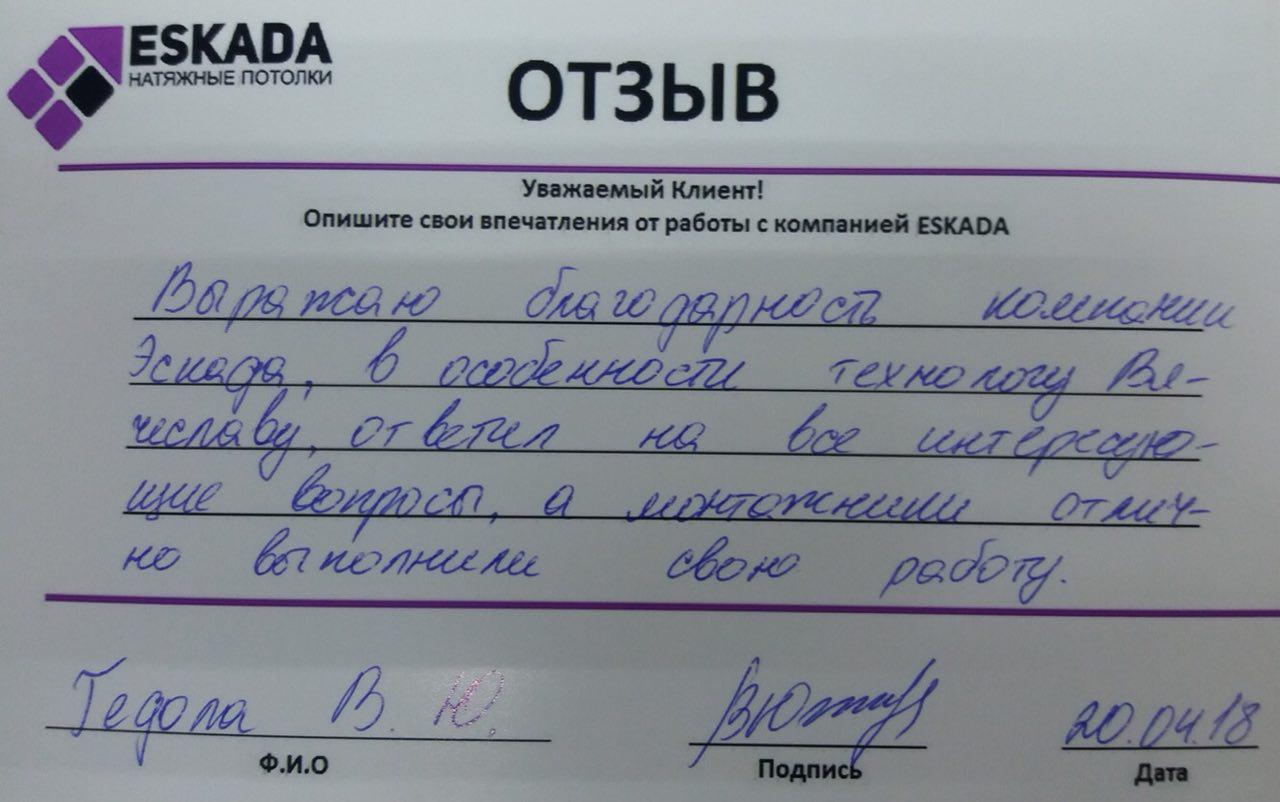 ESKADA
НАТЯЖНЫЕ ПОТОЛКИ
ОТЗЫВ
Уважаемый Клиент!
Опишите свои впечатления от работы с компанией ESKADA
Выражаю благодарность компании
Эскада, в особенности технологу Вя-
чеславу, ответил на все интересую-
щие вопросы, а монтажники отлич-
но выполнили свою работу.
Гедола В. Ю.
20.04.18
Ф.И.О
Подпись
Дата